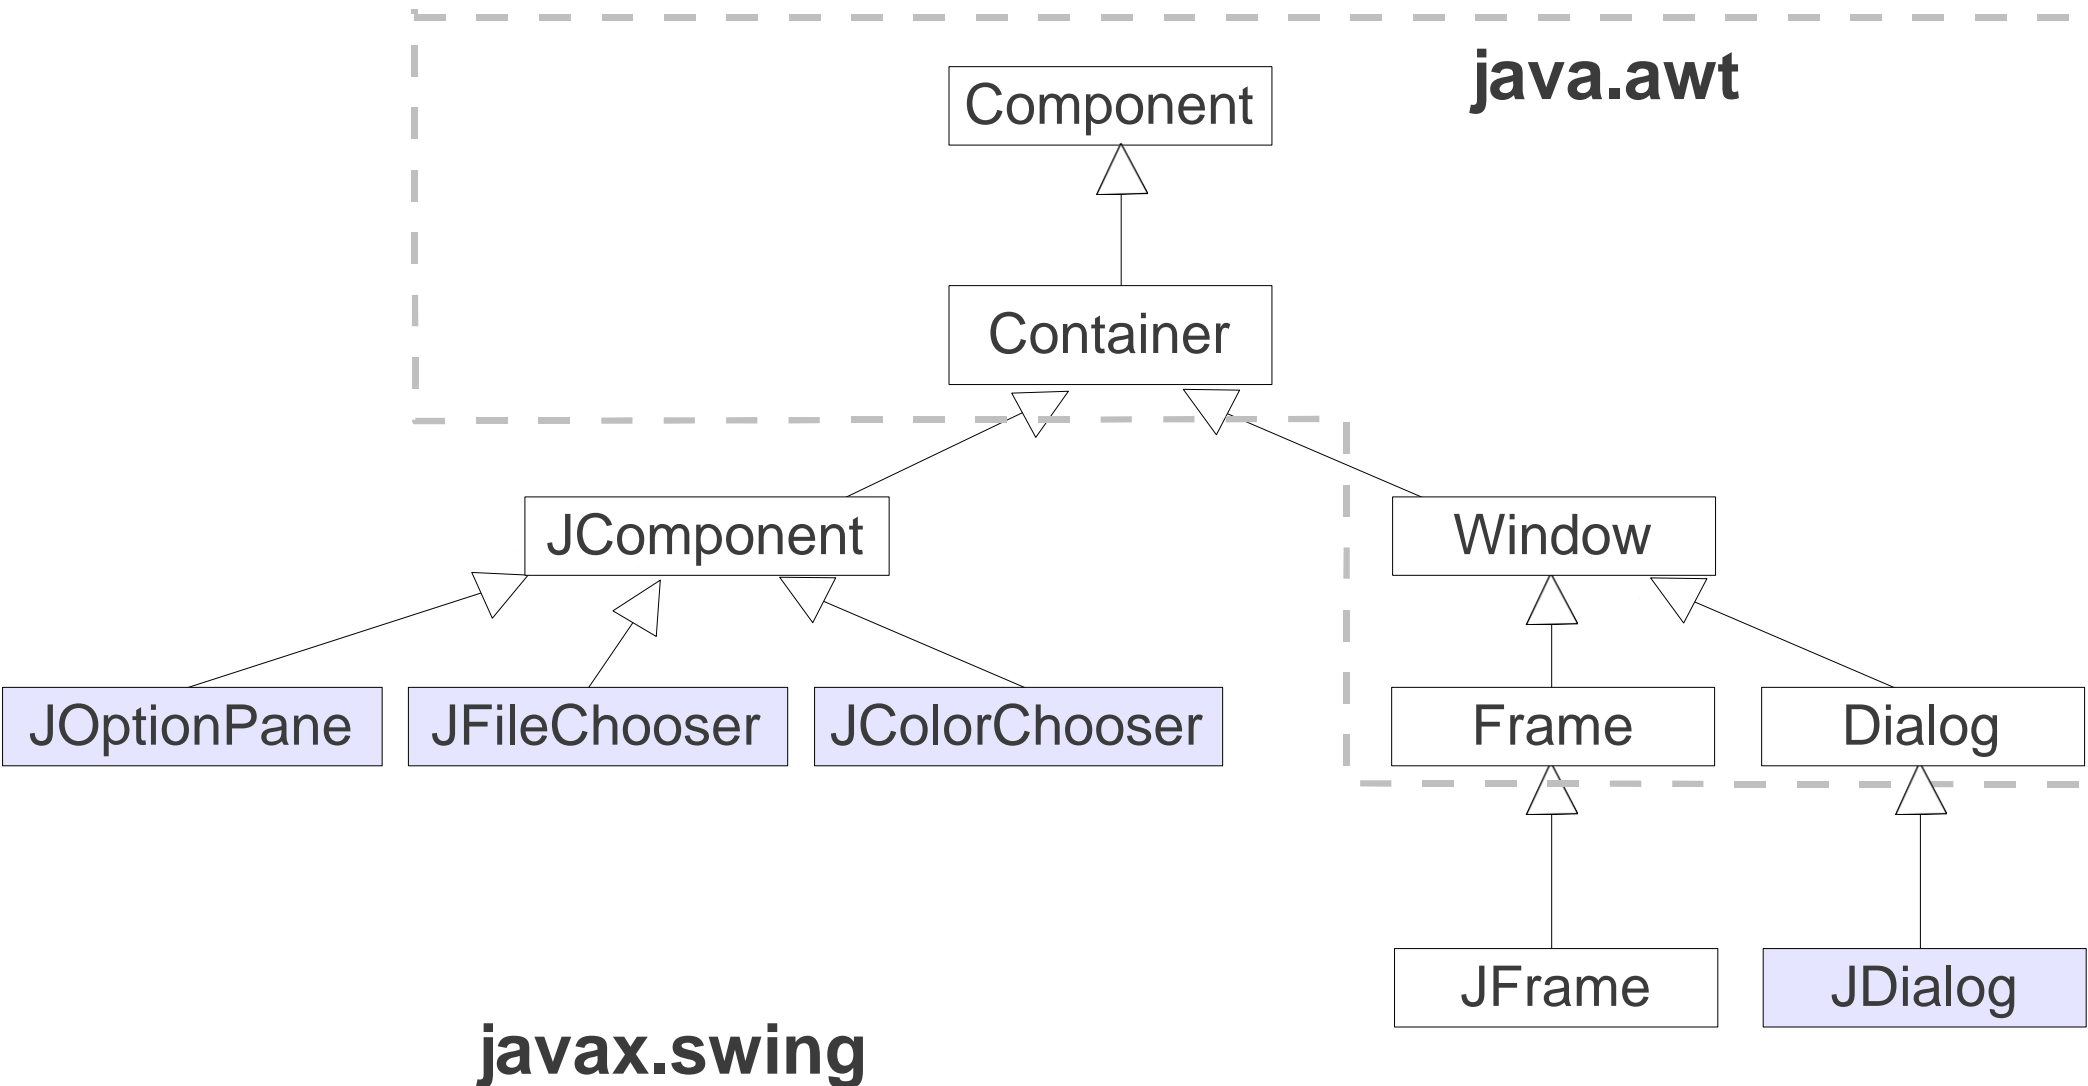 java.awt
Component
Container
JComponent
Window
JOptionPane
JFileChooser
JColorChooser
Frame
Dialog
JFrame
JDialog
javax.swing